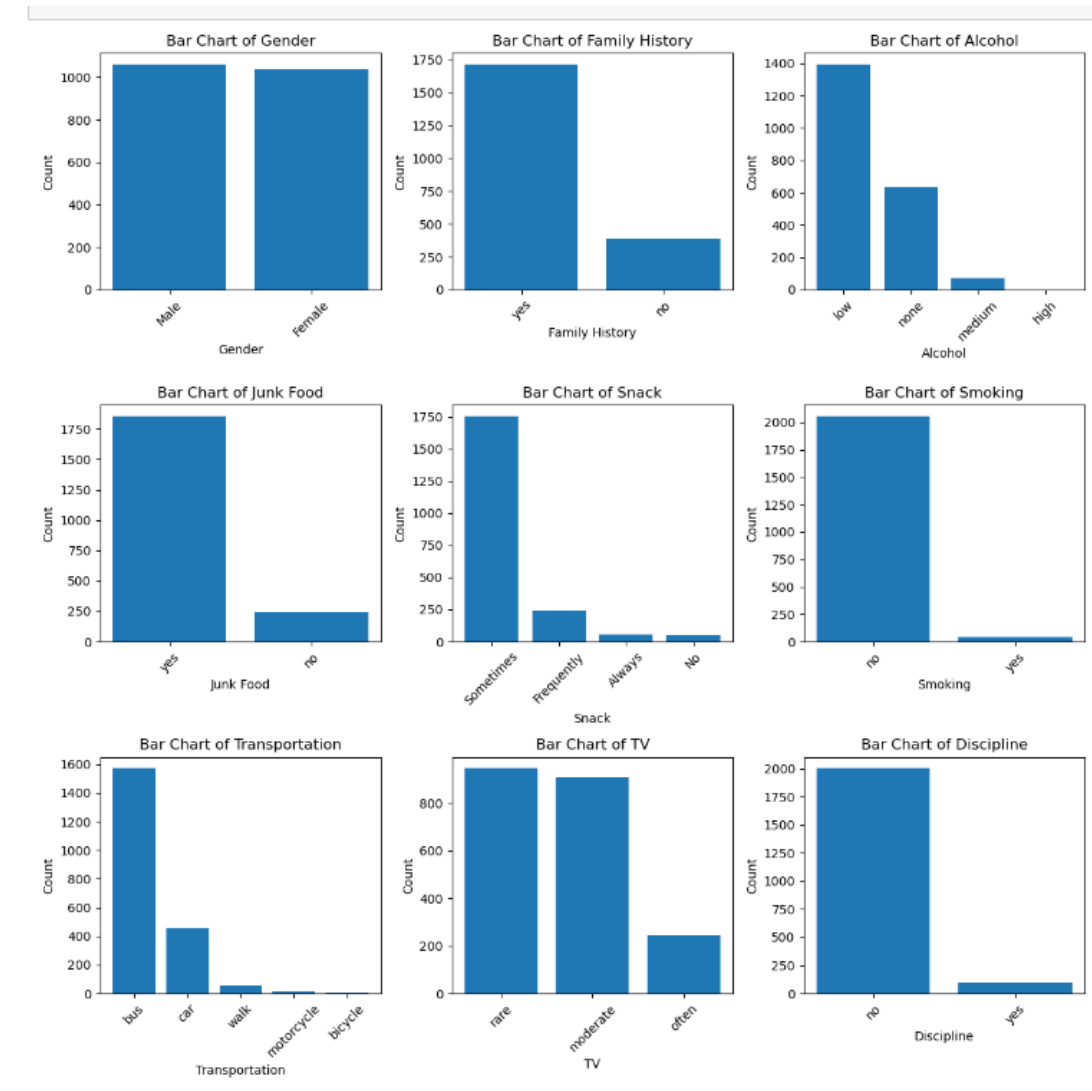 Bar Chart of Gender
Count
1000
800
600
400
200
0
Male
Female
Gender
Bar Chart of Family History
Count
1750
1500
1250
1000
750
500
250
0
yes
no
Family History
Bar Chart of Alcohol
Count
1400
1200
1000
800
600
400
200
0
low
none
medium
high
Alcohol
Bar Chart of Junk Food
Count
1750
1500
1250
1000
750
500
250
0
yes
no
Junk Food
Bar Chart of Snack
Count
1750
1500
1250
1000
750
500
250
0
Sometimes
Frequently
Always
No
Snack
Bar Chart of Smoking
Count
2000
1750
1500
1250
1000
750
500
250
0
no
yes
Smoking
Bar Chart of Transportation
Count
1600
1400
1200
1000
800
600
400
200
0
bus
car
walk
motorcycle
bicycle
Transportation
Bar Chart of TV
Count
800
600
400
200
0
rare
moderate
often
TV
Bar Chart of Discipline
Count
2000
1750
1500
1250
1000
750
500
250
0
no
yes
Discipline